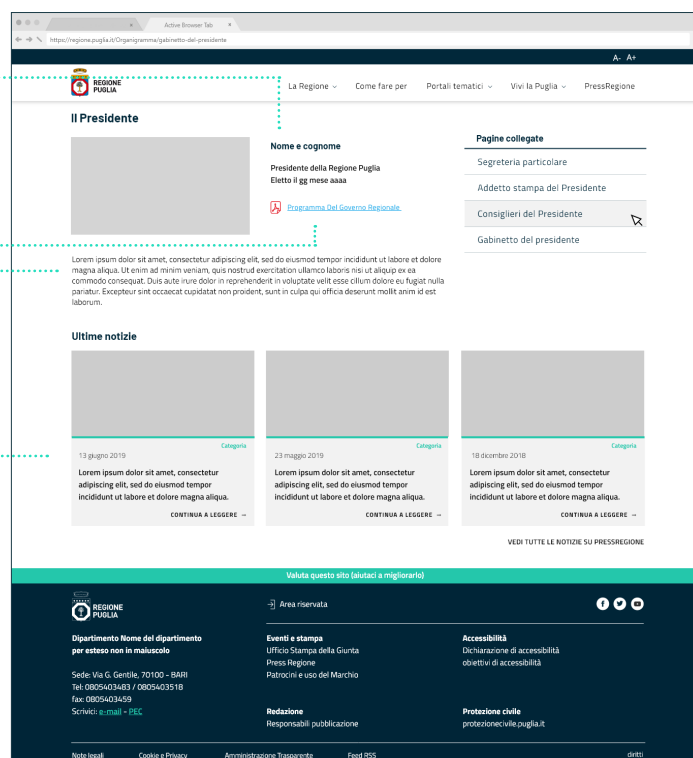 Active Browser Tab
https://regione.puglia.it/Organigramma/gabinetto-del-presidente
A- A+
REGIONE
PUGLIA
La Regione
Come fare per
Portali tematici
Vivi la Puglia
PressRegione
Il Presidente
Nome e cognome
Presidente della Regione Puglia
Eletto il gg mese aaaa
Programma Del Governo Regionale
Pagine collegate
Segreteria particolare
Addetto stampa del Presidente
Consiglieri del Presidente
Gabinetto del presidente
Lorem ipsum dolor sit amet, consectetur adipiscing elit, sed do eiusmod tempor incididunt ut labore et dolore
magna aliqua. Ut enim ad minim veniam, quis nostrud exercitation ullamco laboris nisi ut aliquip ex ea
commodo consequat. Duis aute irure dolor in reprehenderit in voluptate velit esse cillum dolore eu fugiat nulla
pariatur. Excepteur sint occaecat cupidatat non proident, sunt in culpa qui officia deserunt mollit anim id est
laborum.
Ultime notizie
Categoria
13 giugno 2019
Lorem ipsum dolor sit amet, consectetur
adipiscing elit, sed do eiusmod tempor
incididunt ut labore et dolore magna aliqua.
CONTINUA A LEGGERE →
Categoria
23 maggio 2019
Lorem ipsum dolor sit amet, consectetur
adipiscing elit, sed do eiusmod tempor
incididunt ut labore et dolore magna aliqua.
CONTINUA A LEGGERE →
Categoria
18 dicembre 2018
Lorem ipsum dolor sit amet, consectetur
adipiscing elit, sed do eiusmod tempor
incididunt ut labore et dolore magna aliqua.
CONTINUA A LEGGERE →
VEDI TUTTE LE NOTIZIE SU PRESSREGIONE
Valuta questo sito (aiutaci a migliorarlo)
REGIONE
PUGLIA
Area riservata
Dipartimento Nome del dipartimento
per esteso non in maiuscolo
Sede: Via G. Gentile, 70100 - BARI
Tel: 0805403483 / 0805403518
fax: 0805403459
Scrivici: e-mail - PEC
Eventi e stampa
Ufficio Stampa della Giunta
Press Regione
Patrocini e uso del Marchio
Redazione
Responsabili pubblicazione
Accessibilità
Dichiarazione di accessibilità
obiettivi di accessibilità
Protezione civile
protezionecivile.puglia.it
Note legali
Cookie e Privacy
Amministrazione Trasparente
Feed RSS
diritti